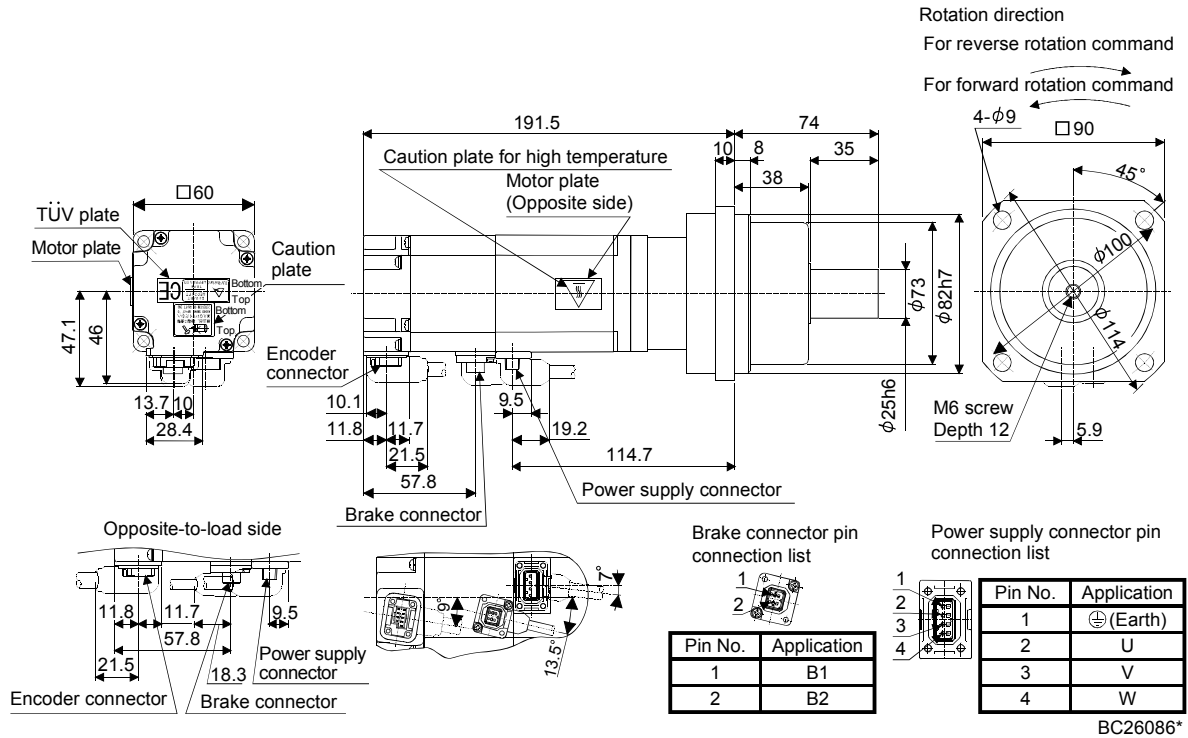 Rotation direction
For reverse rotation command
For forward rotation command
191.5
74
4-ϕ9
□90
10
8
35
Caution plate for high temperature
Motor plate
(Opposite side)
38
45°
□60
TÜV plate
Motor plate
Caution
plate
Bottom
Top
Bottom
Top
CE
47.1
46
ϕ73
ϕ82h7
ϕ100
ϕ114
ϕ25h6
Encoder
connector
13.7
10
28.4
10.1
11.8
11.7
21.5
57.8
9.5
19.2
114.7
M6 screw
Depth 12
5.9
Power supply connector
Brake connector
Opposite-to-load side
11.8
11.7
9.5
57.8
21.5
18.3
Power supply
connector
Encoder connector
Brake connector
9°
7°
13.5°
Brake connector pin
connection list
1
2
Pin No. Application
1 B1
2 B2
Power supply connector pin
connection list
1
2
3
4
Pin No. Application
1 ⏚(Earth)
2 U
3 V
4 W
BC26086*